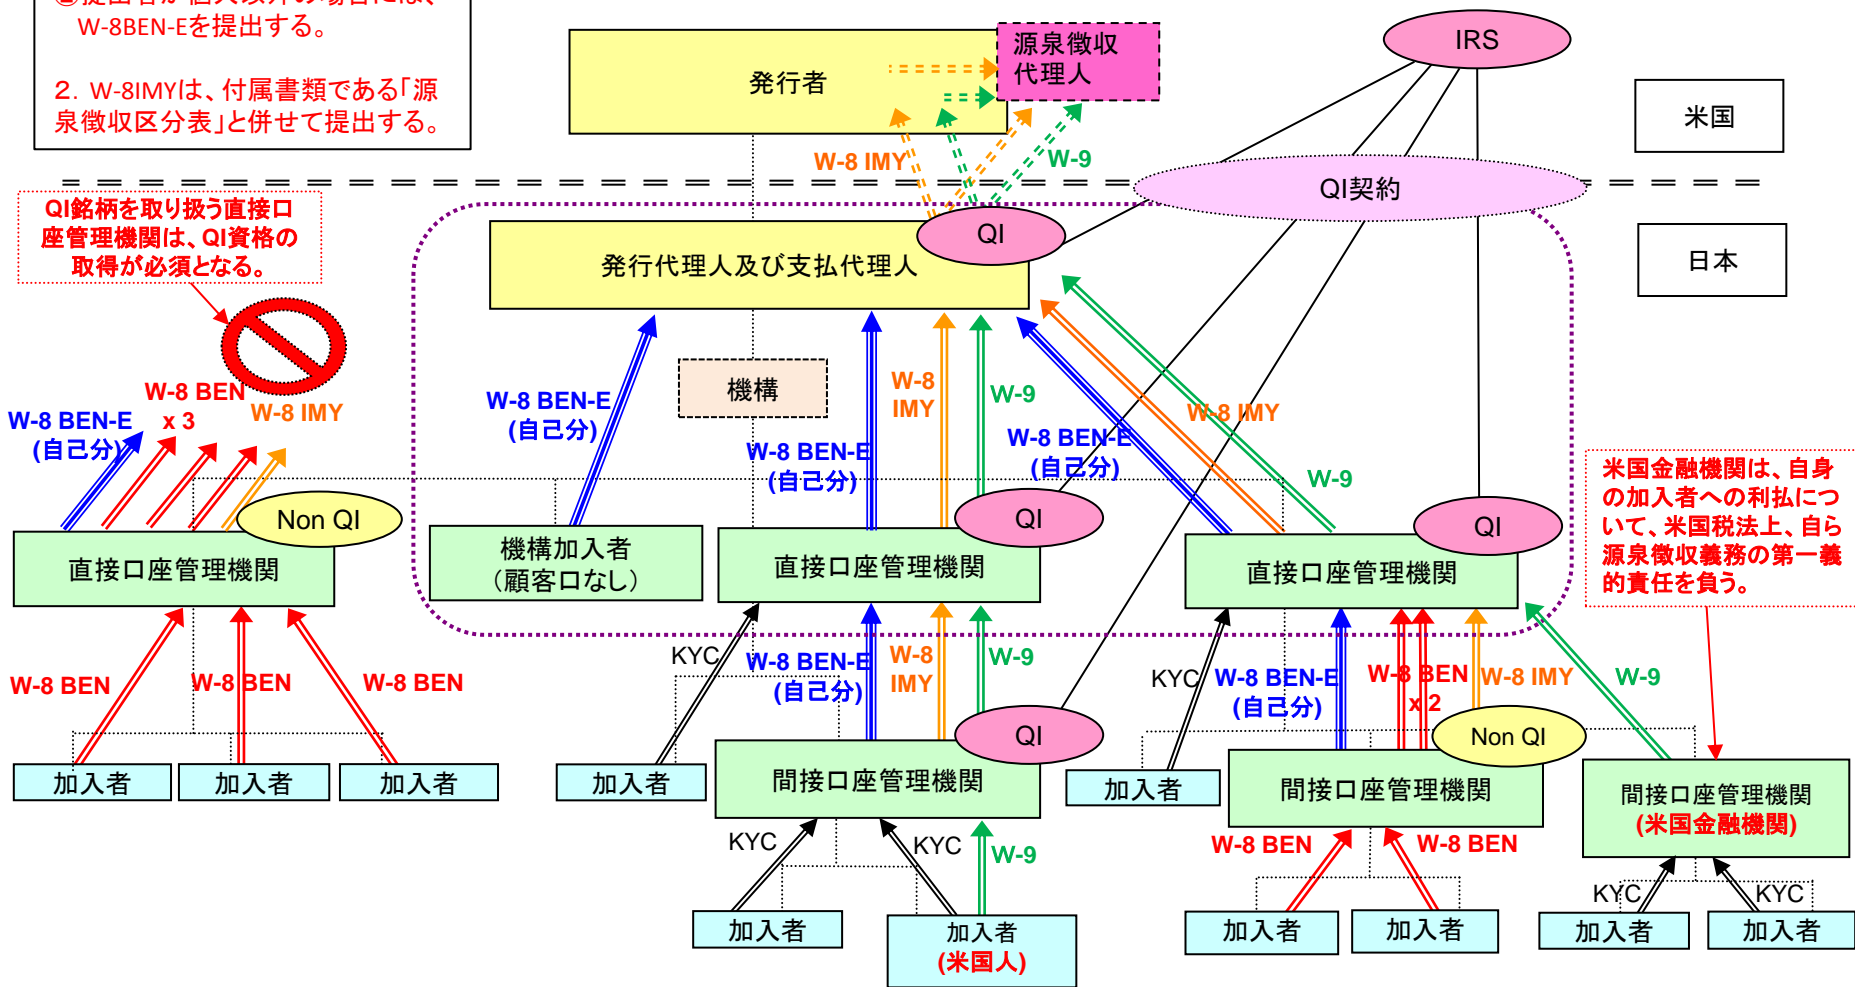 ②提出者が個人以外の場合には、
W-8BEN-Eを提出する。
2．W-8IMYは、付属書類である「源
泉徴収区分表」と併せて提出する。
発行者
源泉徴収
代理人
IRS
米国
W-8 IMY
W-9
QI契約
QI銘柄を取り扱う直接口
座管理機関は、QI資格の
取得が必須となる。
QI
発行代理人及び支払代理人
日本
機構
W-8 BEN-E
(自己分)
W-8 BEN
x 3
W-8 IMY
W-8 BEN-E
(自己分)
W-8 BEN-E
(自己分)
W-8
IMY
W-9
W-8 BEN-E
(自己分)
W-8 IMY
W-9
米国金融機関は、自身
の加入者への利払につ
いて、米国税法上、自ら
源泉徴収義務の第一義
的責任を負う。
Non QI
直接口座管理機関
機構加入者
（顧客口なし）
QI
直接口座管理機関
QI
直接口座管理機関
W-8 BEN
W-8 BEN
W-8 BEN
KYC
W-8 BEN-E
(自己分)
W-8
IMY
W-9
KYC
W-8 BEN-E
(自己分)
W-8 BEN
x 2
W-8 IMY
W-9
加入者
加入者
加入者
加入者
QI
間接口座管理機関
加入者
Non QI
間接口座管理機関
間接口座管理機関
(米国金融機関)
KYC
KYC
W-9
W-8 BEN
W-8 BEN
KYC
KYC
加入者
加入者
(米国人)
加入者
加入者
加入者
加入者